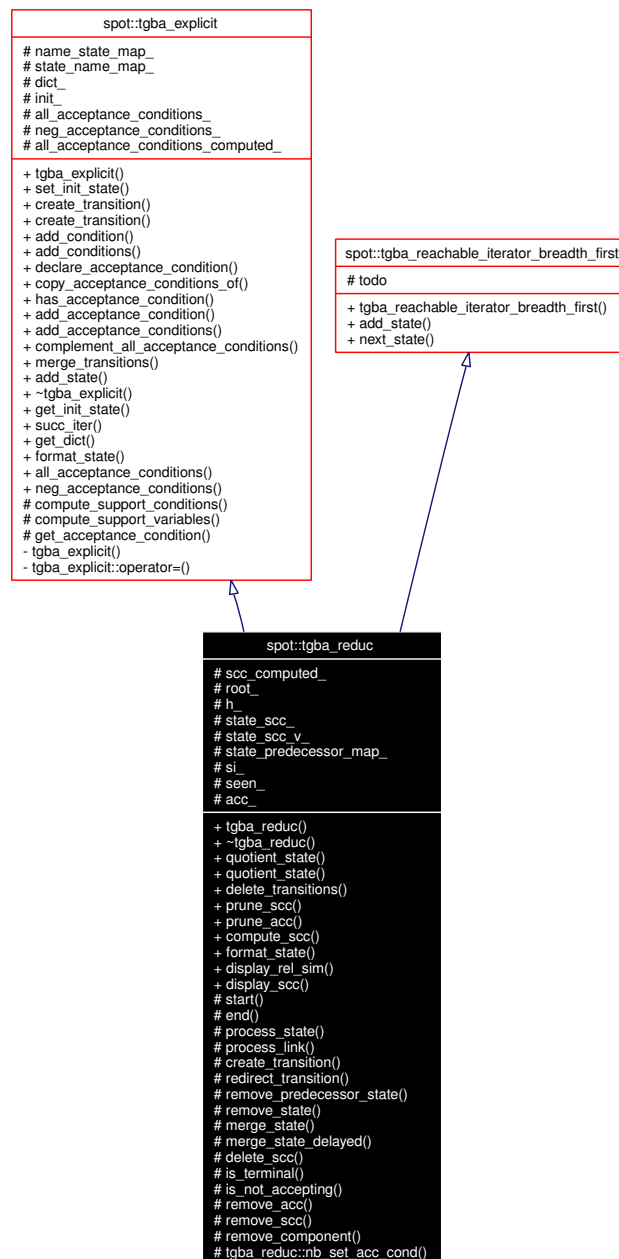 spot::tgba_explicit
# name_state_map_
# state_name_map_
# dict_
# init_
# all_acceptance_conditions_
# neg_acceptance_conditions_
# all_acceptance_conditions_computed_
+ tgba_explicit()
+ set_init_state()
+ create_transition()
+ create_transition()
+ add_condition()
+ add_conditions()
+ declare_acceptance_condition()
+ copy_acceptance_conditions_of()
+ has_acceptance_condition()
+ add_acceptance_condition()
+ add_acceptance_conditions()
+ complement_all_acceptance_conditions()
+ merge_transitions()
+ add_state()
+ ~tgba_explicit()
+ get_init_state()
+ succ_iter()
+ get_dict()
+ format_state()
+ all_acceptance_conditions()
+ neg_acceptance_conditions()
# compute_support_conditions()
# compute_support_variables()
# get_acceptance_condition()
- tgba_explicit()
- tgba_explicit::operator=()
spot::tgba_reachable_iterator_breadth_first
# todo
+ tgba_reachable_iterator_breadth_first()
+ add_state()
+ next_state()
spot::tgba_reduc
# scc_computed_
# root_
# h_
# state_scc_
# state_scc_v_
# state_predecessor_map_
# si_
# seen_
# acc_
+ tgba_reduc()
+ ~tgba_reduc()
+ quotient_state()
+ quotient_state()
+ delete_transitions()
+ prune_scc()
+ prune_acc()
+ compute_scc()
+ format_state()
+ display_rel_sim()
+ display_scc()
# start()
# end()
# process_state()
# process_link()
# create_transition()
# redirect_transition()
# remove_predecessor_state()
# remove_state()
# merge_state()
# merge_state_delayed()
# delete_scc()
# is_terminal()
# is_not_accepting()
# remove_acc()
# remove_scc()
# remove_component()
# tgba_reduc::nb_set_acc_cond()